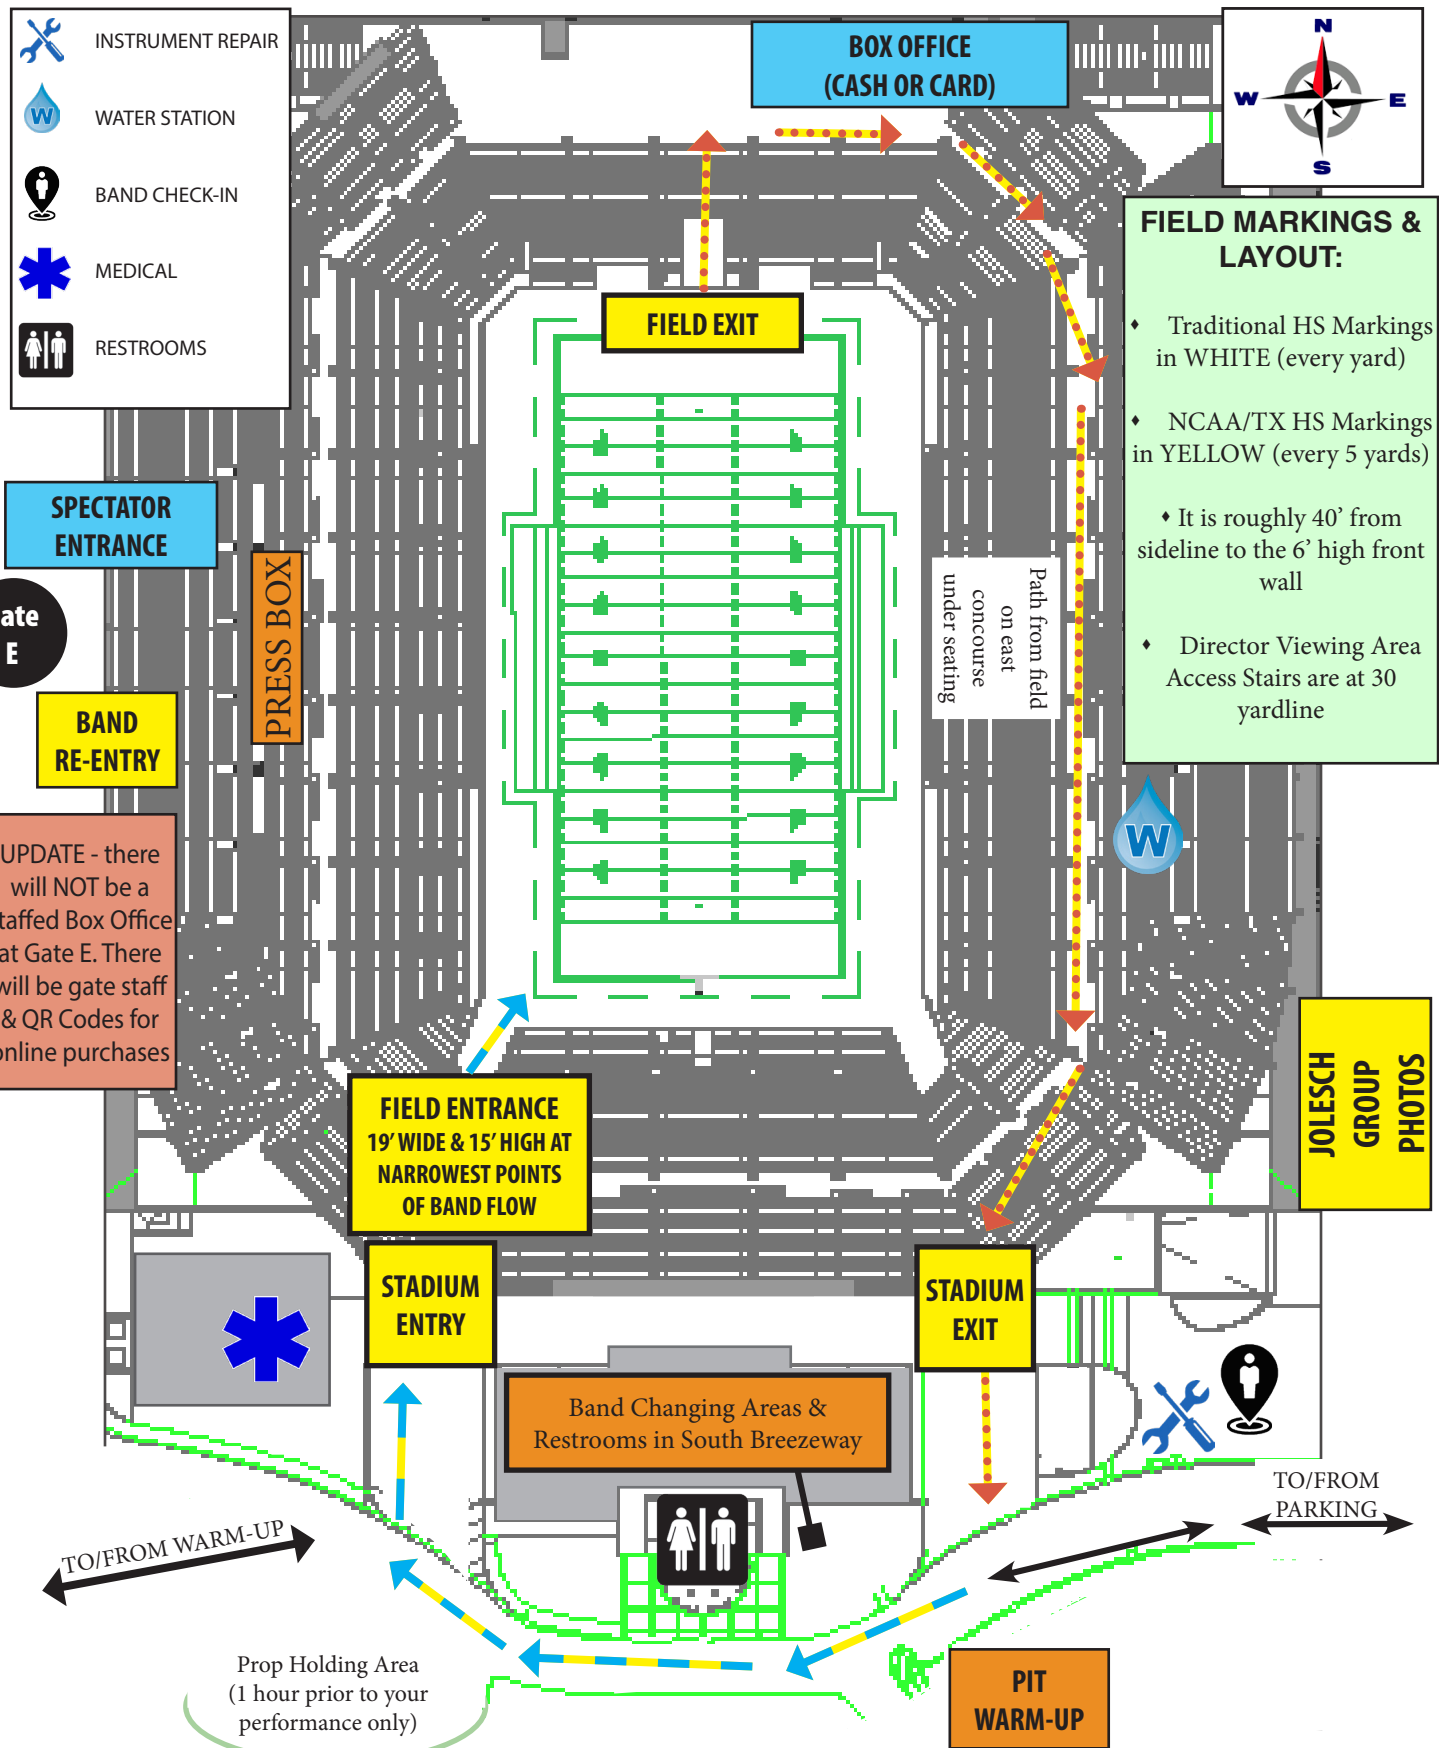 INSTRUMENT REPAIR
W
WATER STATION
BAND CHECK-IN
MEDICAL
RESTROOMS
BOX OFFICE
(CASH OR CARD)
N
W
E
S
FIELD MARKINGS &
LAYOUT:
♦ Traditional HS Markings
in WHITE (every yard)
♦ NCAA/TX HS Markings
in YELLOW (every 5 yards)
♦ It is roughly 40’ from
sideline to the 6’ high front
wall
♦ Director Viewing Area
Access Stairs are at 30
yardline
FIELD EXIT
SPECTATOR
ENTRANCE
ate
E
PRESS BOX
BAND
RE-ENTRY
Path from field
on east
concourse
under seating
W
UPDATE - there
will NOT be a
taffed Box Office
at Gate E. There
will be gate staff
& QR Codes for
online purchases
JOLESCH
GROUP
PHOTOS
FIELD ENTRANCE
19’ WIDE & 15’ HIGH AT
NARROWEST POINTS
OF BAND FLOW
STADIUM
ENTRY
STADIUM
EXIT
Band Changing Areas &
Restrooms in South Breezeway
TO/FROM
PARKING
TO/FROM WARM-UP
Prop Holding Area
(1 hour prior to your
performance only)
PIT
WARM-UP